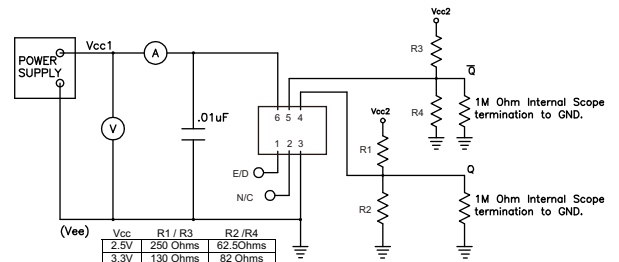 Vcc2
R3
Vcc1
A
Q
POWER
SUPPLY
1M Ohm Internal Scope
termination to GND.
R4
Vcc2
.01uF
6 5 4
V
1 2 3
R1
E/D
Q
N/C
1M Ohm Internal Scope
termination to GND.
R2
(Vee)
Vcc R1 / R3 R2 /R4
2.5V 250 Ohms 62.5Ohms
3.3V 130 Ohms 82 Ohms